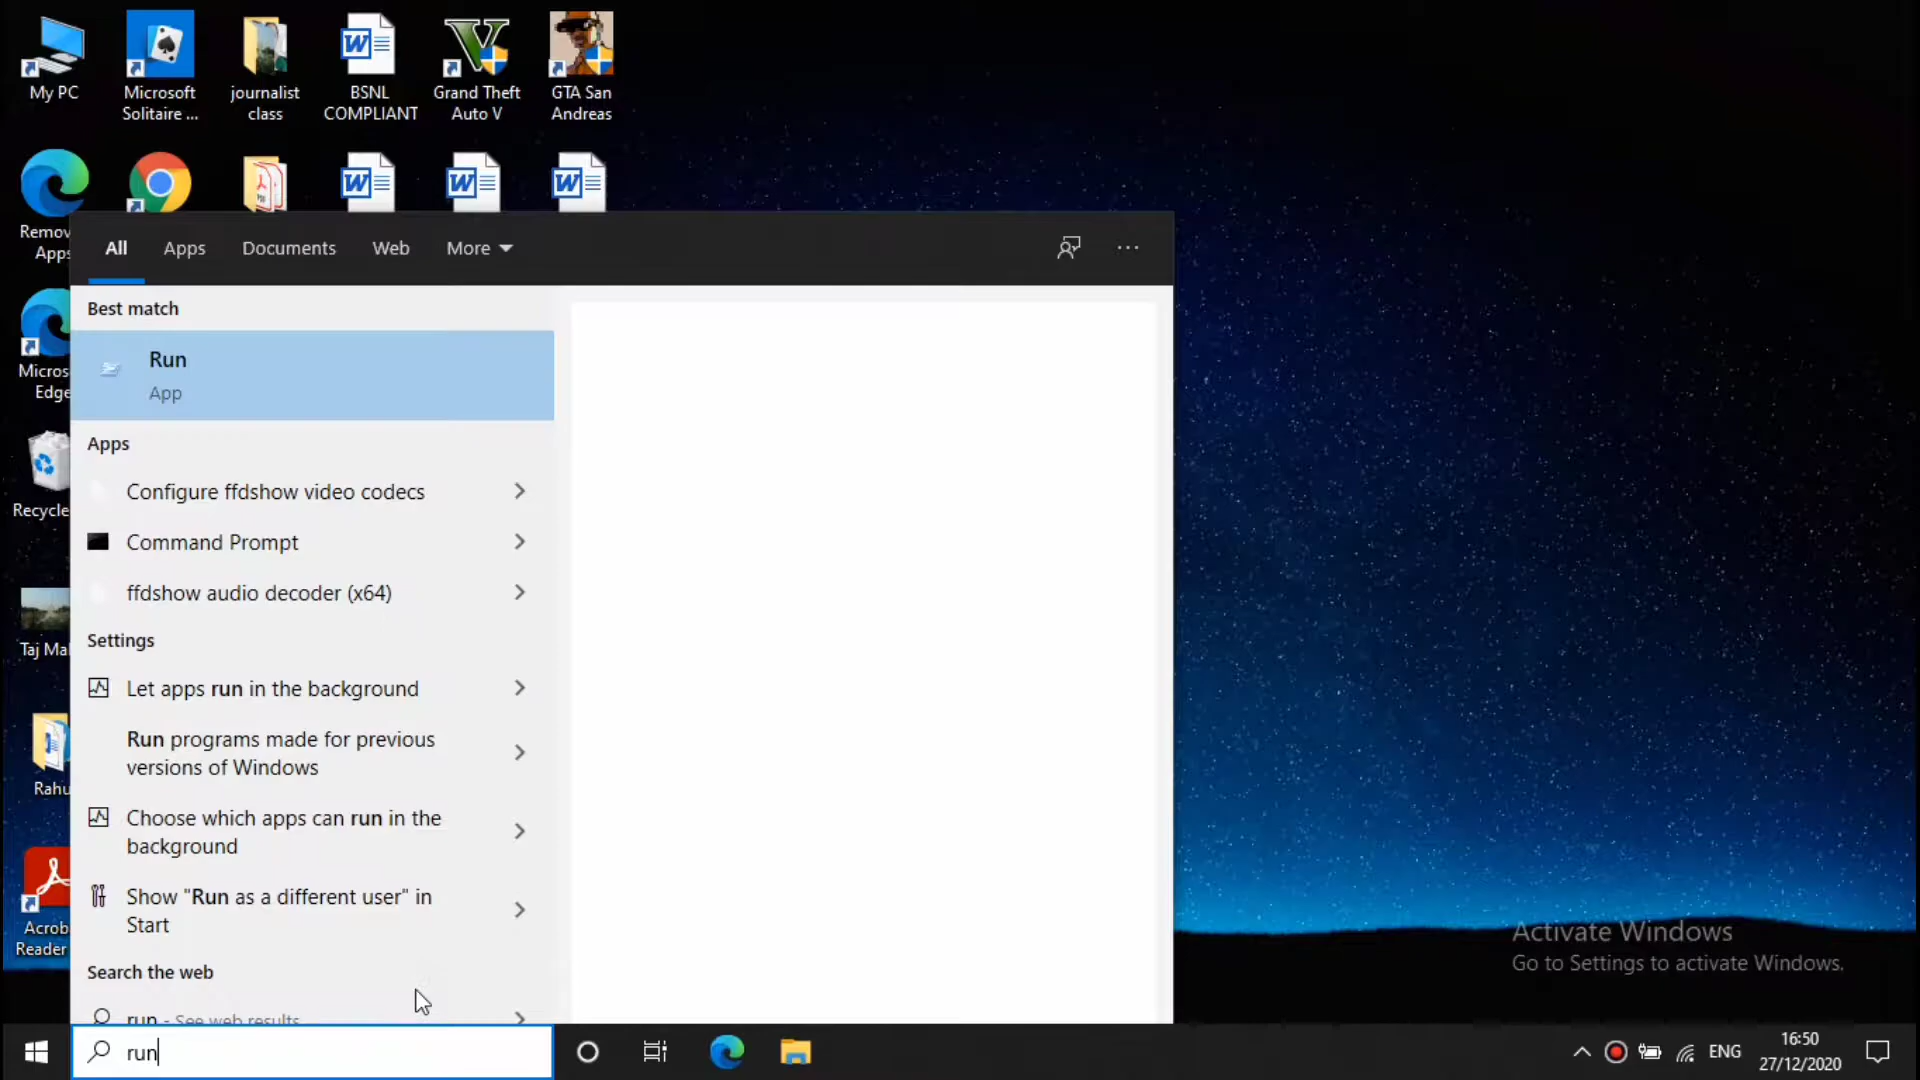 My PC
Microsoft
Solitaire ...
journalist
class
BSNL
COMPLIANT
Grand Theft
Auto V
GTA San
Andreas
Remov
Apps
Micros
Edge
Recycle
Taj Ma
Rahu
Acrob
Reader
All
Apps
Documents
Web
More
Best match
Run
App
Apps
Configure ffdshow video codecs
Command Prompt
ffdshow audio decoder (x64)
Settings
Let apps run in the background
Run programs made for previous
versions of Windows
Choose which apps can run in the
background
Show "Run as a different user" in
Start
Search the web
run - See web results
run
Activate Windows
Go to Settings to activate Windows.
ENG
16:50
27/12/2020